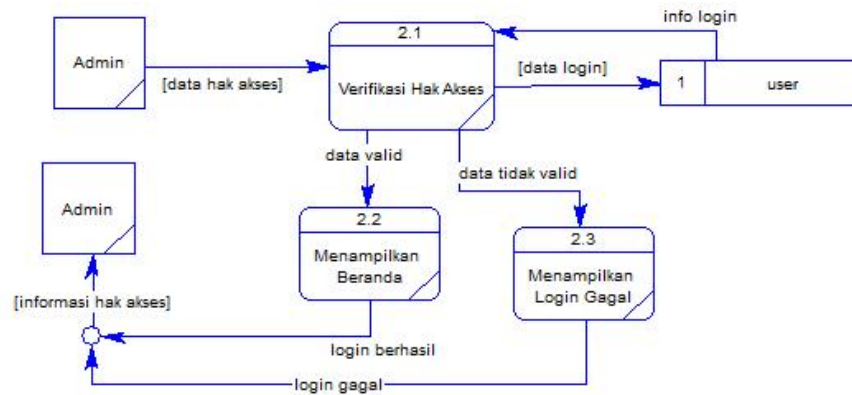 info login
2.1
Admin
[data hak akses]
Verifikasi Hak Akses
[data login]
1
user
data valid
data tidak valid
Admin
2.2
Menampilkan
Beranda
2.3
Menampilkan
Login Gagal
[informasi hak akses]
login berhasil
login gagal